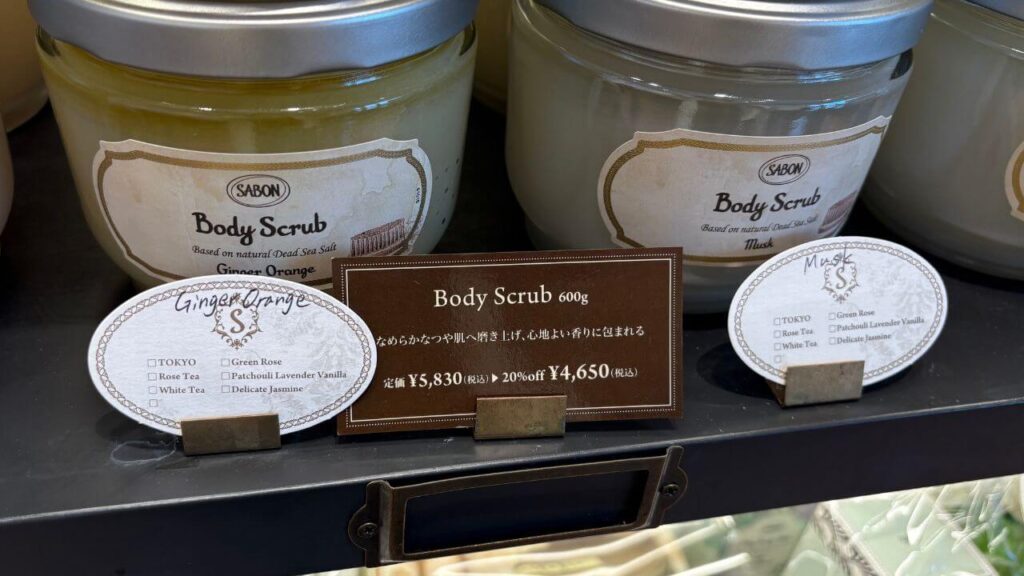 SABON
Body Scrub
Based on natural Dead Sea Salt
Ginger Orange
SABON
Body Scrub
Based on natural Dead Sea Salt
Musk
Ginger Orange
S
□TOKYO □Green Rose
□Rose Tea □Patchouli Lavender Vanilla
□White Tea □Delicate Jasmine
□
Body Scrub 600g
なめらかなつや肌へ磨き上げ、心地よい香りに包まれる
定価 ¥5,830(税込)▶20%off ¥4,650(税込)
Musk
S
□TOKYO □Green Rose
□Rose Tea □Patchouli Lavender Vanilla
□White Tea □Delicate Jasmine
□